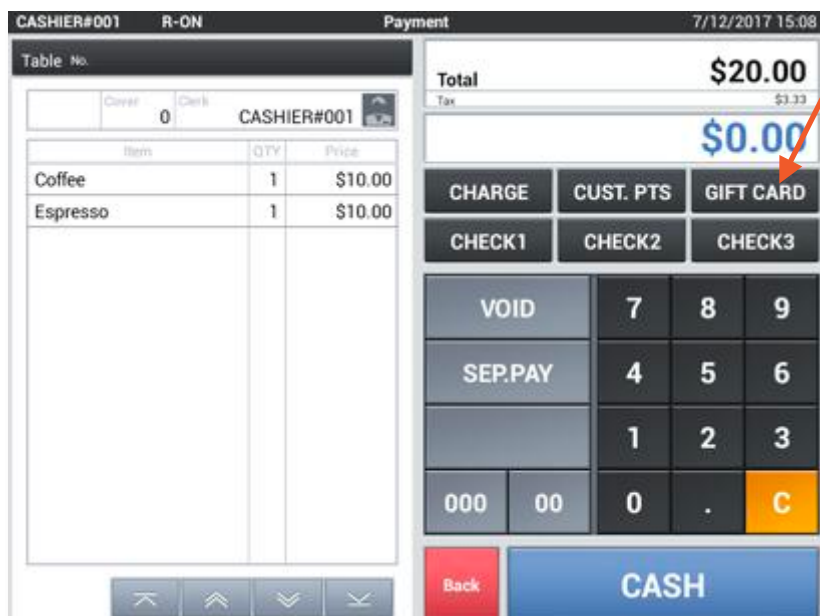 CASHIER#001 R-ON Payment 7/12/2017 15:08
Table No.
Cover 0 Clerk CASHIER#001
Item QTY Price
Coffee 1 $10.00
Espresso 1 $10.00
Total $20.00
Tax $3.33
$0.00
CHARGE CUST. PTS GIFT CARD
CHECK1 CHECK2 CHECK3
VOID 7 8 9
SEP.PAY 4 5 6
1 2 3
000 00 0 . C
Back CASH